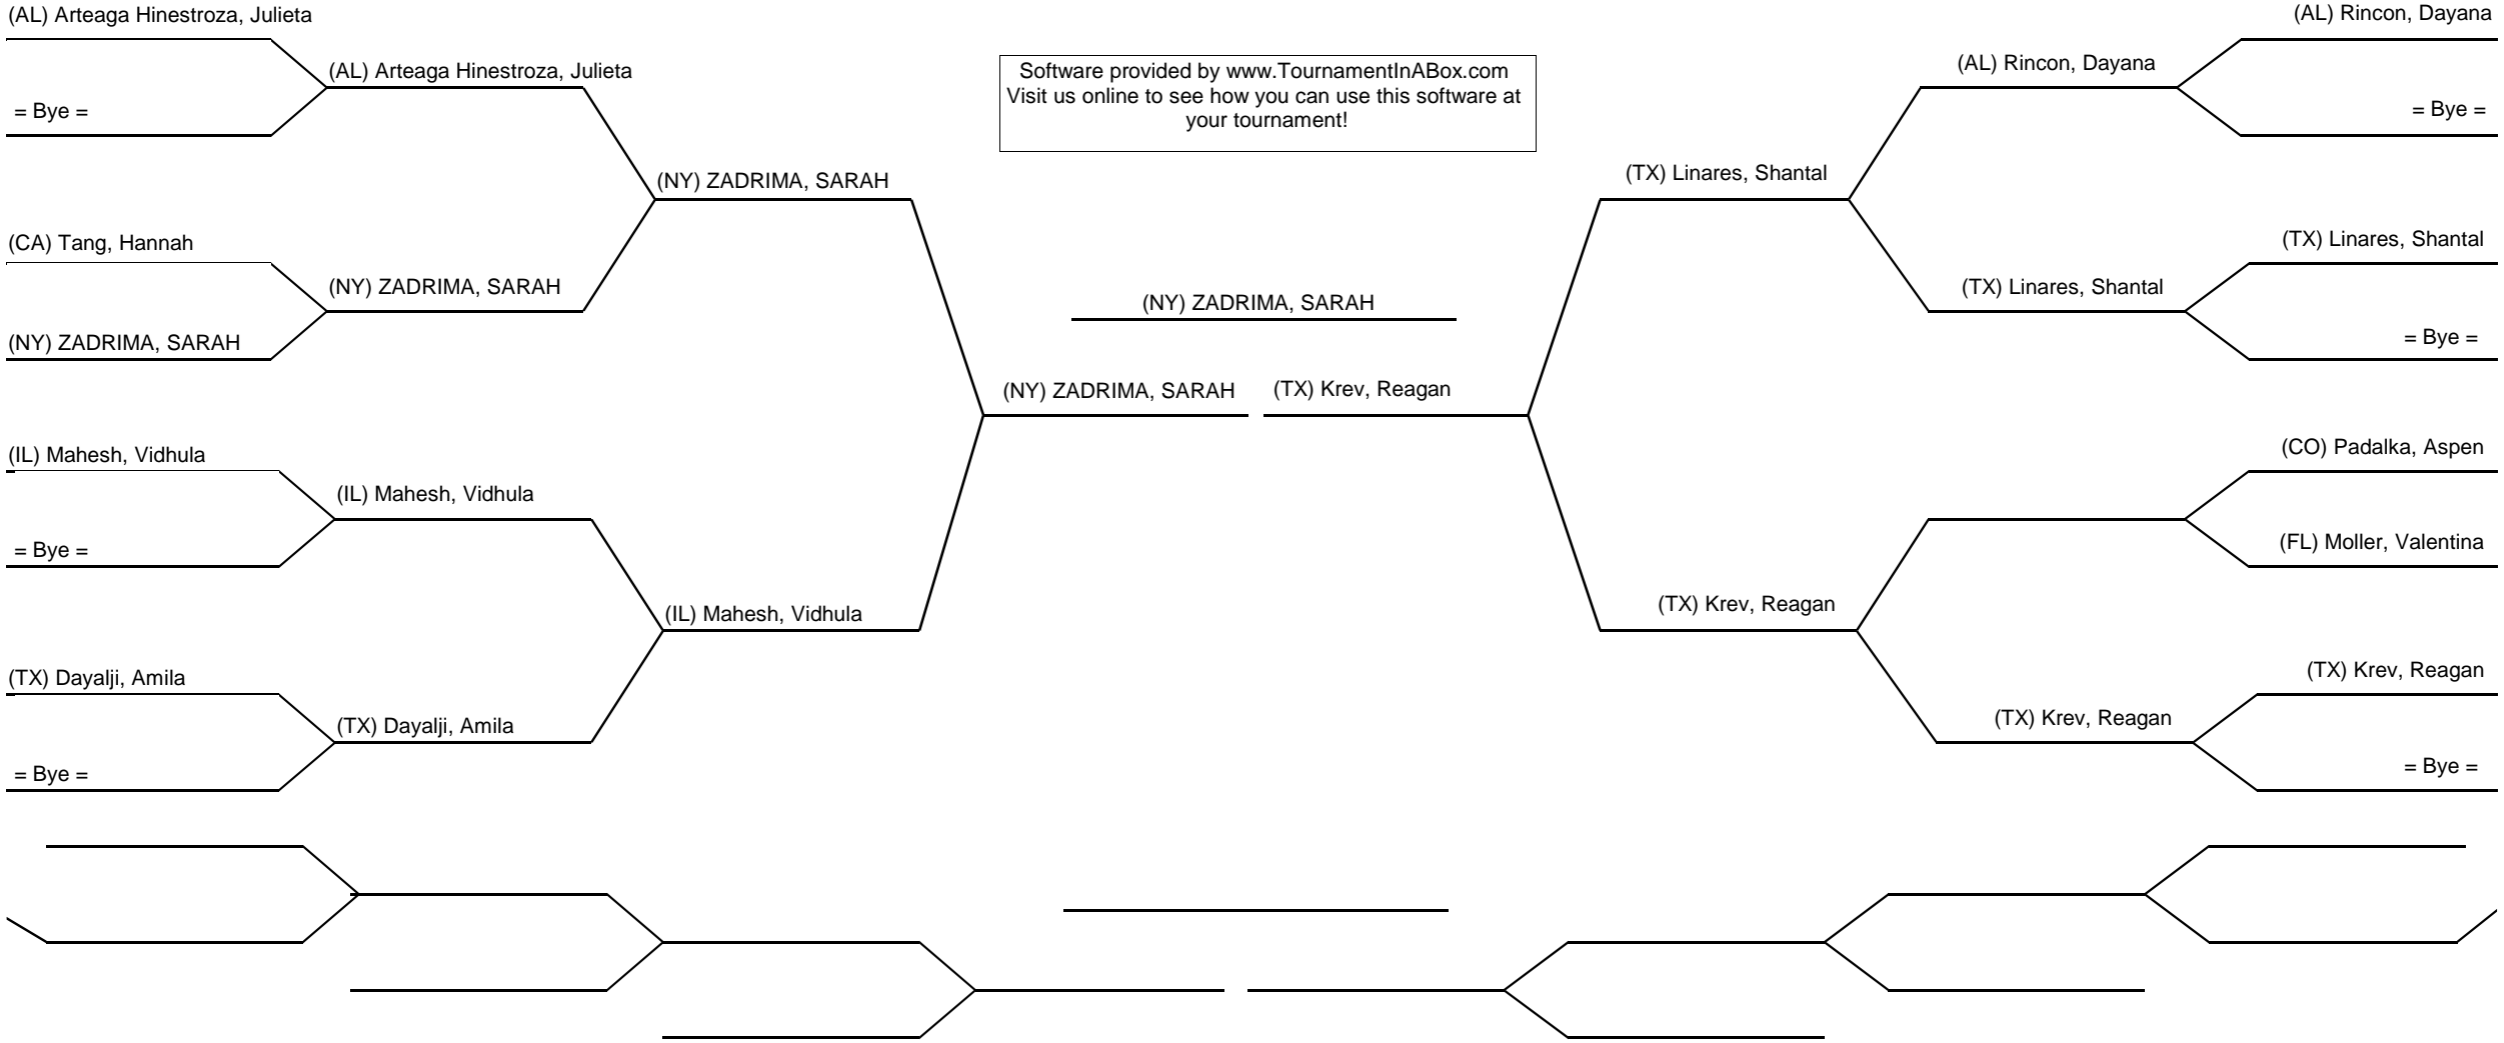 (AL) Arteaga Hinestroza, Julieta
(AL) Arteaga Hinestroza, Julieta
= Bye =
(NY) ZADRIMA, SARAH
(CA) Tang, Hannah
(NY) ZADRIMA, SARAH
(NY) ZADRIMA, SARAH
(NY) ZADRIMA, SARAH
(IL) Mahesh, Vidhula
(IL) Mahesh, Vidhula
= Bye =
(IL) Mahesh, Vidhula
(TX) Dayalji, Amila
(TX) Dayalji, Amila
= Bye =
Software provided by www.TournamentInABox.com
Visit us online to see how you can use this software at
your tournament!
(NY) ZADRIMA, SARAH
(TX) Krev, Reagan
(AL) Rincon, Dayana
(AL) Rincon, Dayana
= Bye =
(TX) Linares, Shantal
(TX) Linares, Shantal
(TX) Linares, Shantal
= Bye =
(CO) Padalka, Aspen
(FL) Moller, Valentina
(TX) Krev, Reagan
(TX) Krev, Reagan
(TX) Krev, Reagan
= Bye =